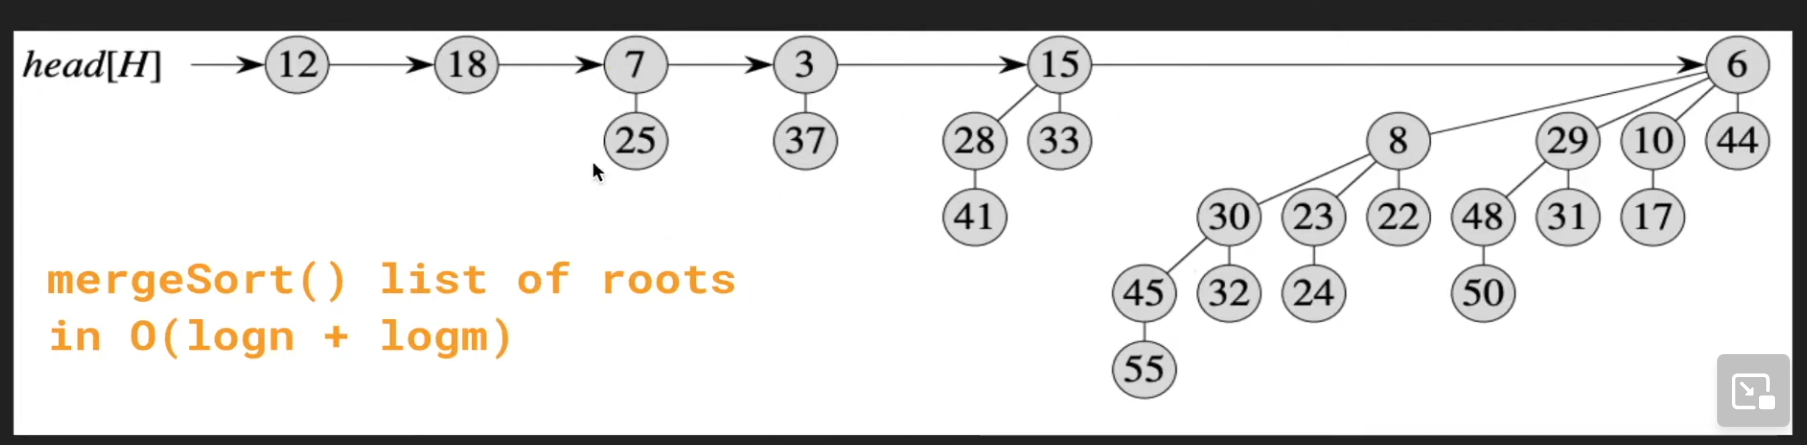 head[H] 12 18 7 3 15 6
25 37 28 33 8 29 10 44
41 30 23 22 48 31 17
mergeSort() list of roots
45 32 24 50
in O(logn + logm)
55